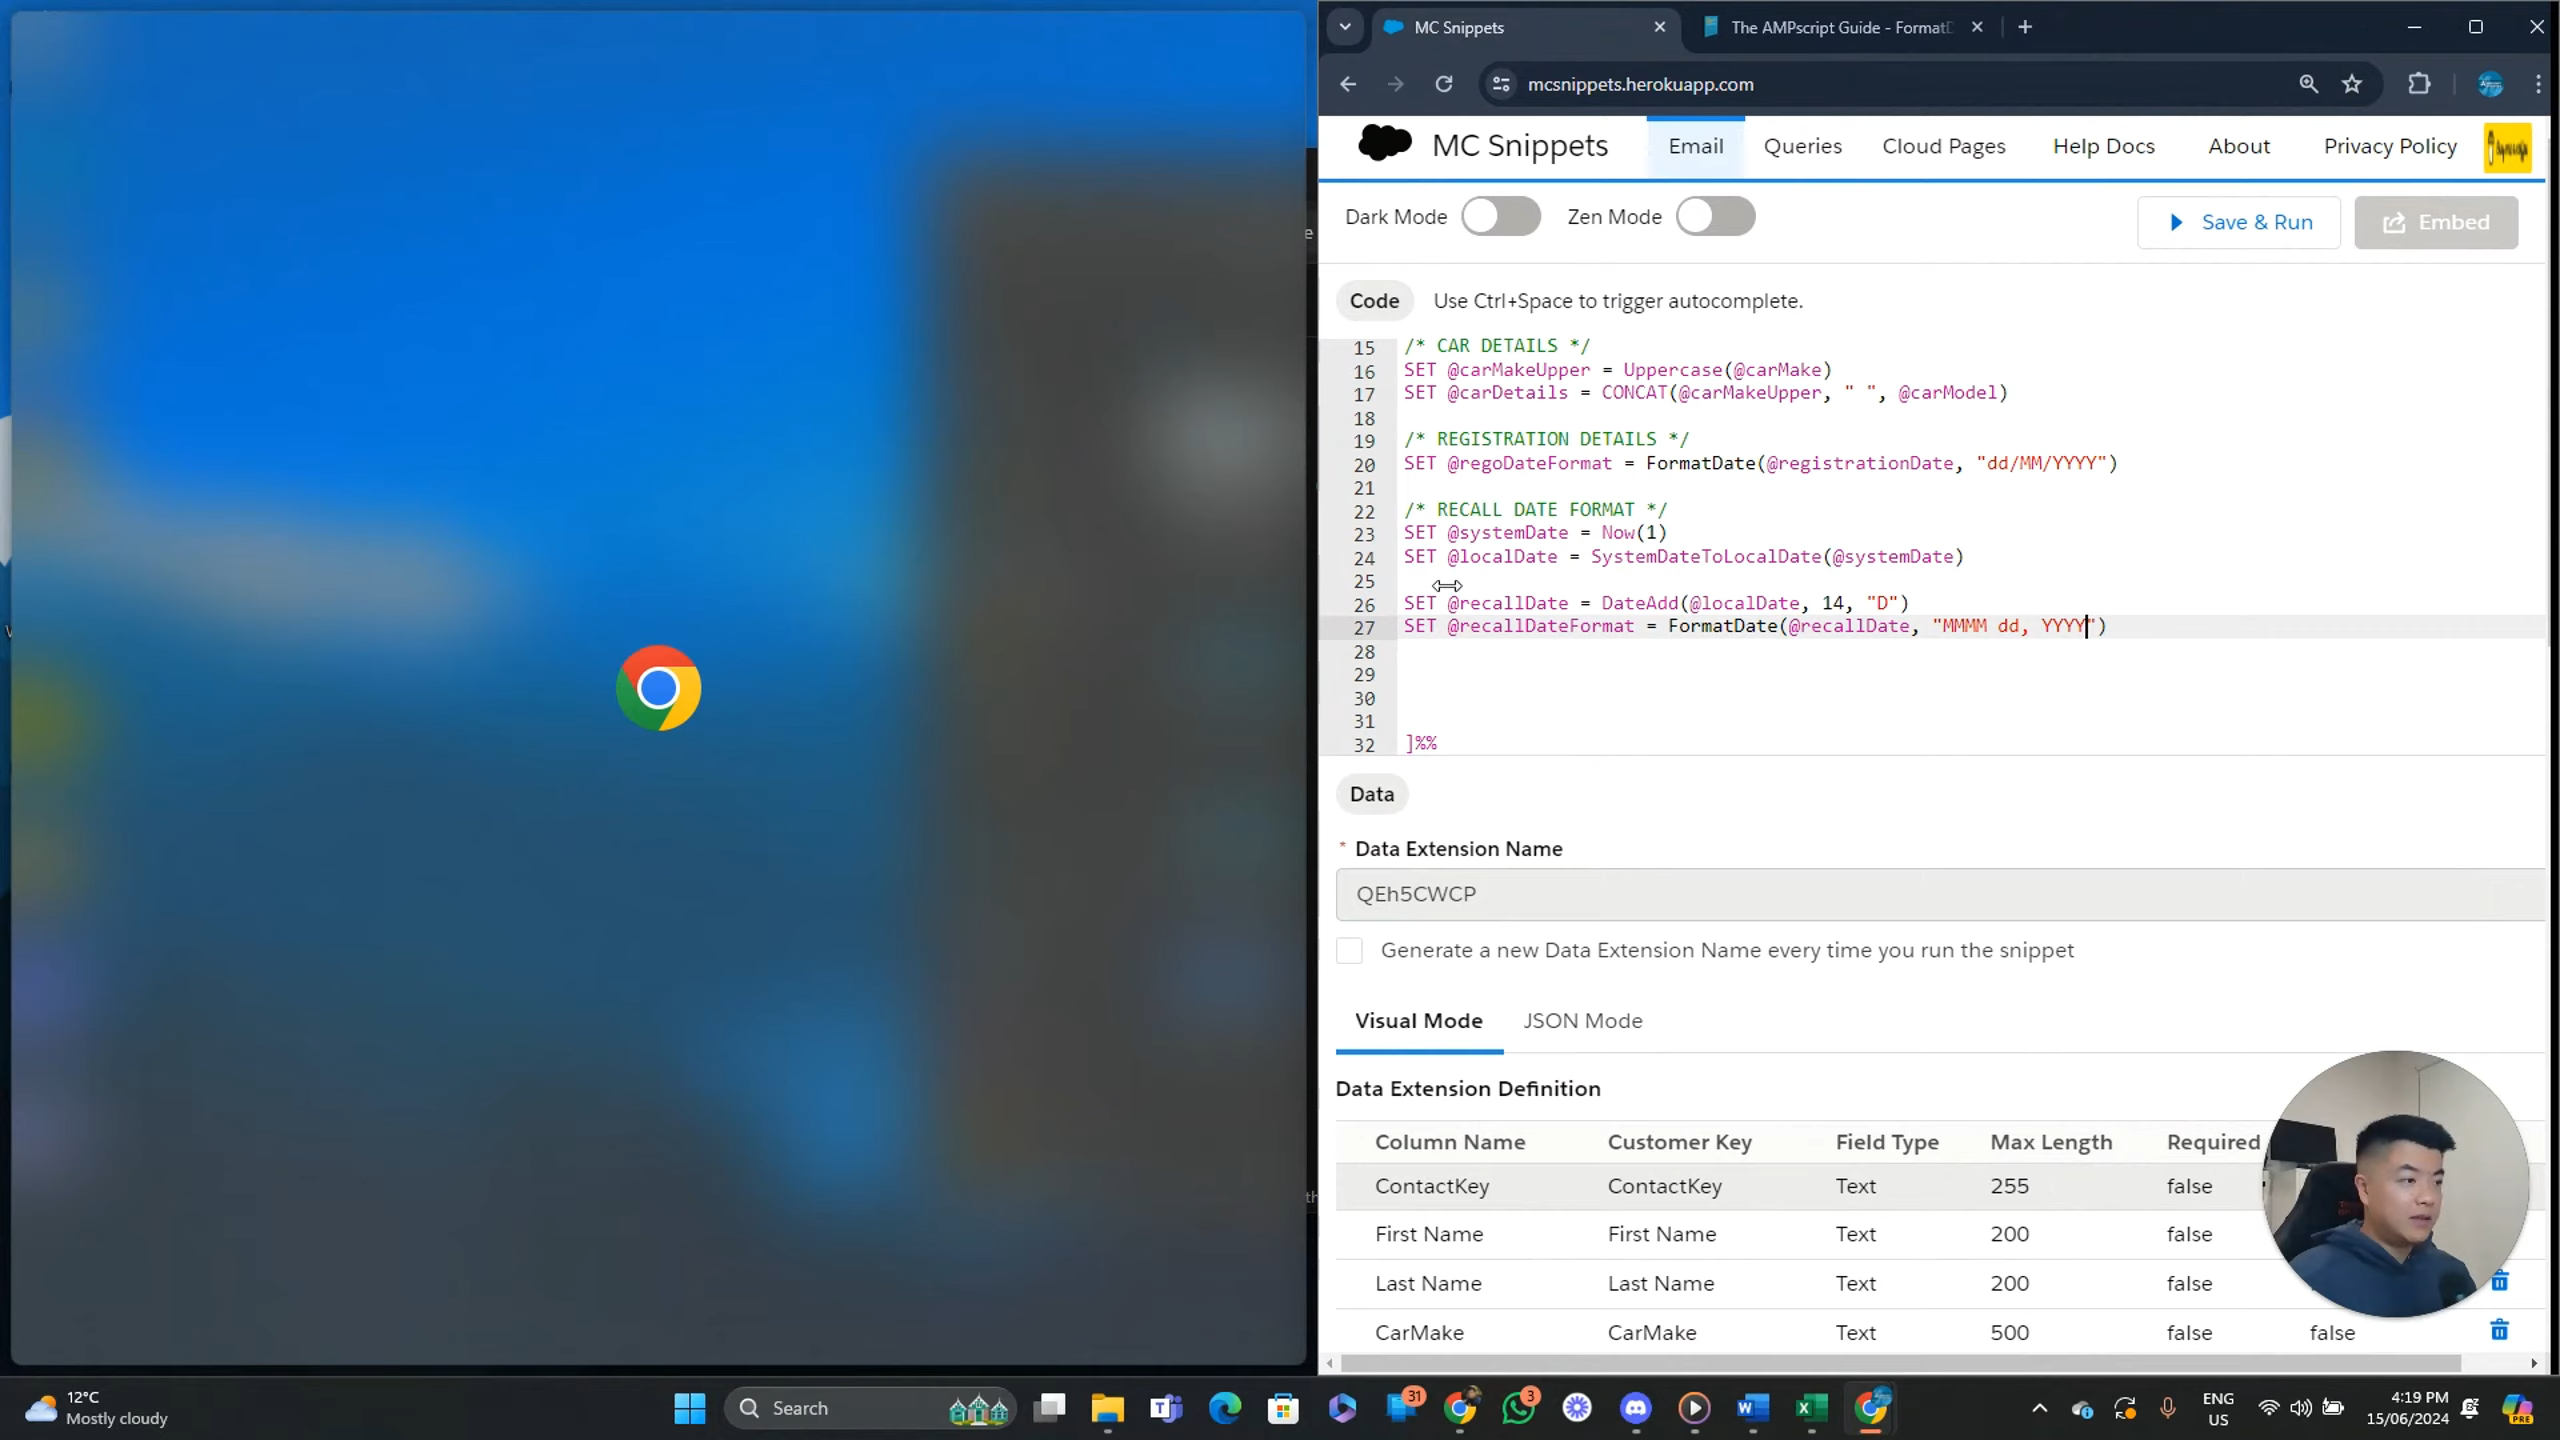 MC Snippets
The AMPscript Guide - Format
mcsnippets.herokuapp.com
MC Snippets
Email
Queries
Cloud Pages
Help Docs
About
Privacy Policy
Dark Mode
Zen Mode
Save & Run
Embed
Code
Use Ctrl+Space to trigger autocomplete.
15 /* CAR DETAILS */
16 SET @carMakeUpper = Uppercase(@carMake)
17 SET @carDetails = CONCAT(@carMakeUpper, " ", @carModel)
18
19 /* REGISTRATION DETAILS */
20 SET @regoDateFormat = FormatDate(@registrationDate, "dd/MM/YYYY")
21
22 /* RECALL DATE FORMAT */
23 SET @systemDate = Now(1)
24 SET @localDate = SystemDateToLocalDate(@systemDate)
25
26 SET @recallDate = DateAdd(@localDate, 14, "D")
27 SET @recallDateFormat = FormatDate(@recallDate, "MMMM dd, YYYY")
28
29
30
31
32 ]%%
Data
* Data Extension Name
QEh5CWCP
Generate a new Data Extension Name every time you run the snippet
Visual Mode
JSON Mode
Data Extension Definition
Column Name Customer Key Field Type Max Length Required
ContactKey ContactKey Text 255 false
First Name First Name Text 200 false
Last Name Last Name Text 200 false
CarMake CarMake Text 500 false false
12°C
Mostly cloudy
Search
31
3
ENG
US
4:19 PM
15/06/2024
PRE